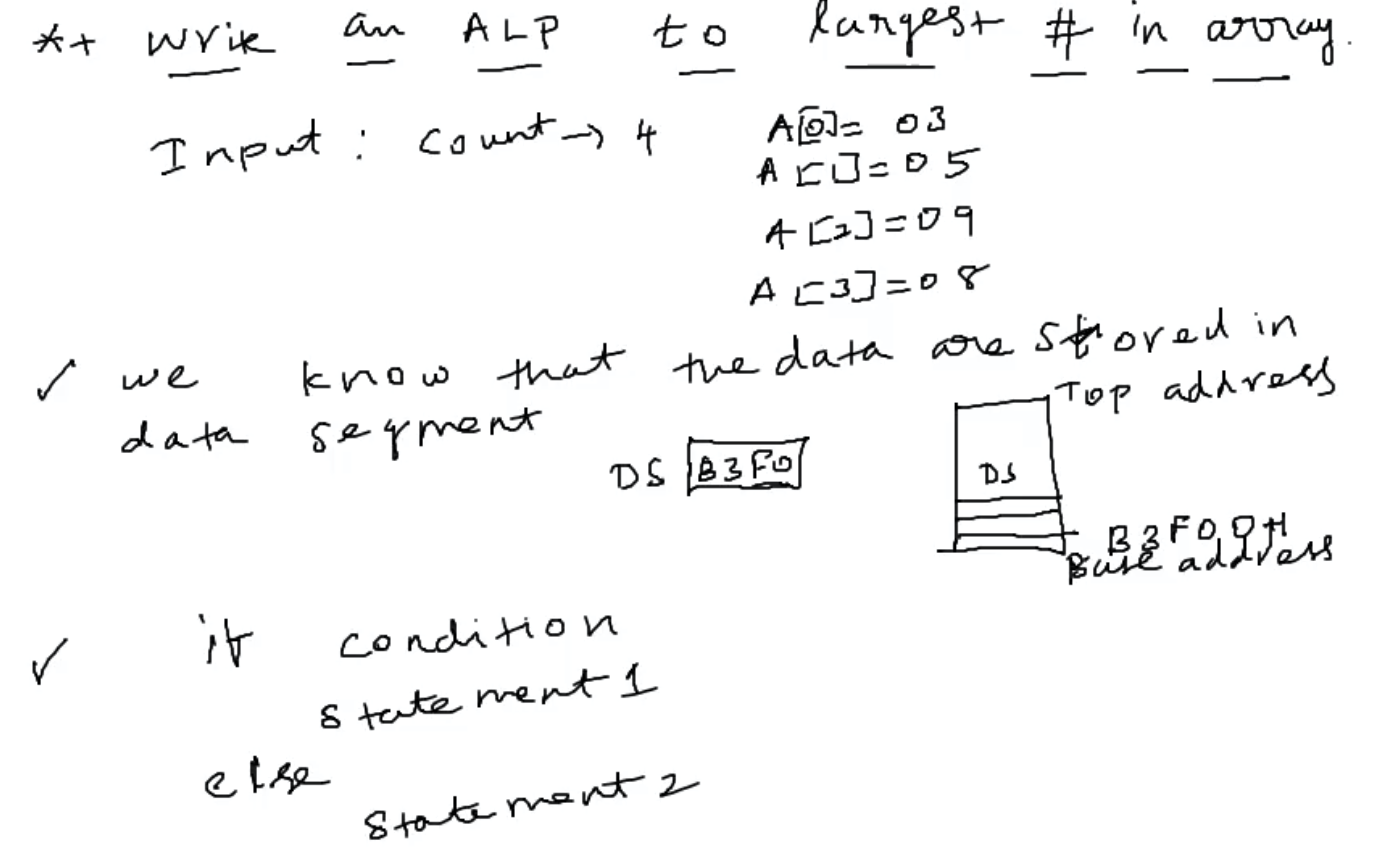 *+ Write an ALP to largest # in array.
Input : count → 4
A[0]= 03
A[1]=05
A[2]=09
A[3]=08
✓ we know that the data are stored in
data segment
Top address
DS B3F0
DS
B3F00H
Base address
✓ if condition
statement 1
else
statement 2